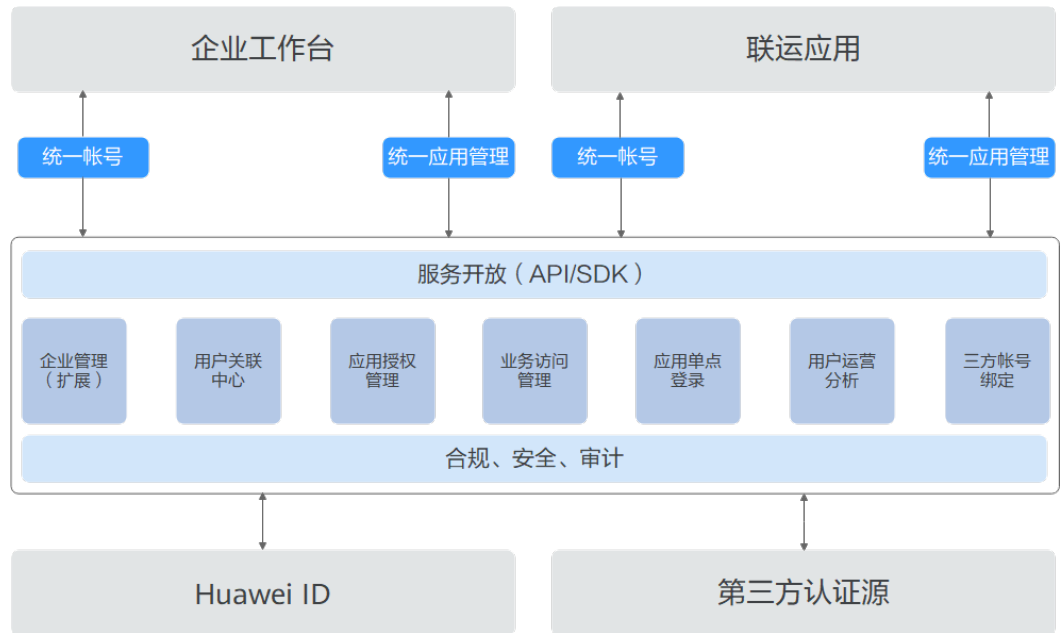 企业工作台
联运应用
统一帐号
统一应用管理
统一帐号
统一应用管理
服务开放（API/SDK）
企业管理
（扩展）
用户关联
中心
应用授权
管理
业务访问
管理
应用单点
登录
用户运营
分析
三方帐号
绑定
合规、安全、审计
Huawei ID
第三方认证源